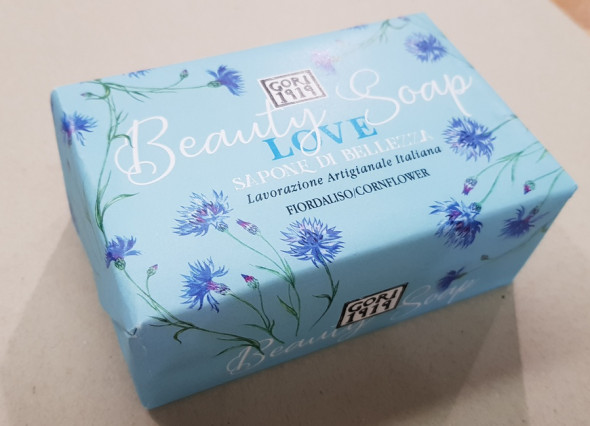 GORI
1919
Beauty Soap
LOVE
SAPONE DI BELLEZZA
Lavorazione Artigianale Italiana
FIORDALISO/CORNFLOWER
GORI
1919
Beauty Soap